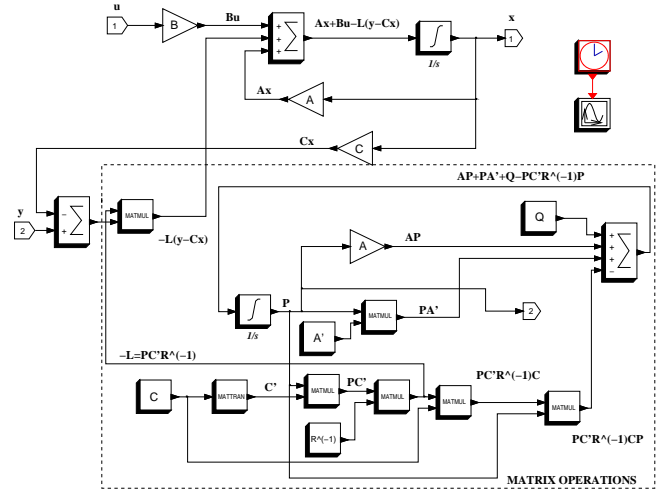 u
1
B
Bu
+
+
+
Σ
Ax+Bu−L(y−Cx)
∫
1/s
x
1
Ax
A
Cx
C
AP+PA'+Q−PC'R^(−1)P
y
2
−
+
Σ
MATMUL
−L(y−Cx)
Q
A
AP
+
+
+
−
Σ
∫
1/s
P
MATMUL
PA'
2
A'
−L=PC'R^(−1)
C
MATTRAN
C'
MATMUL
PC'
MATMUL
R^(−1)
MATMUL
PC'R^(−1)C
MATMUL
PC'R^(−1)CP
MATRIX OPERATIONS